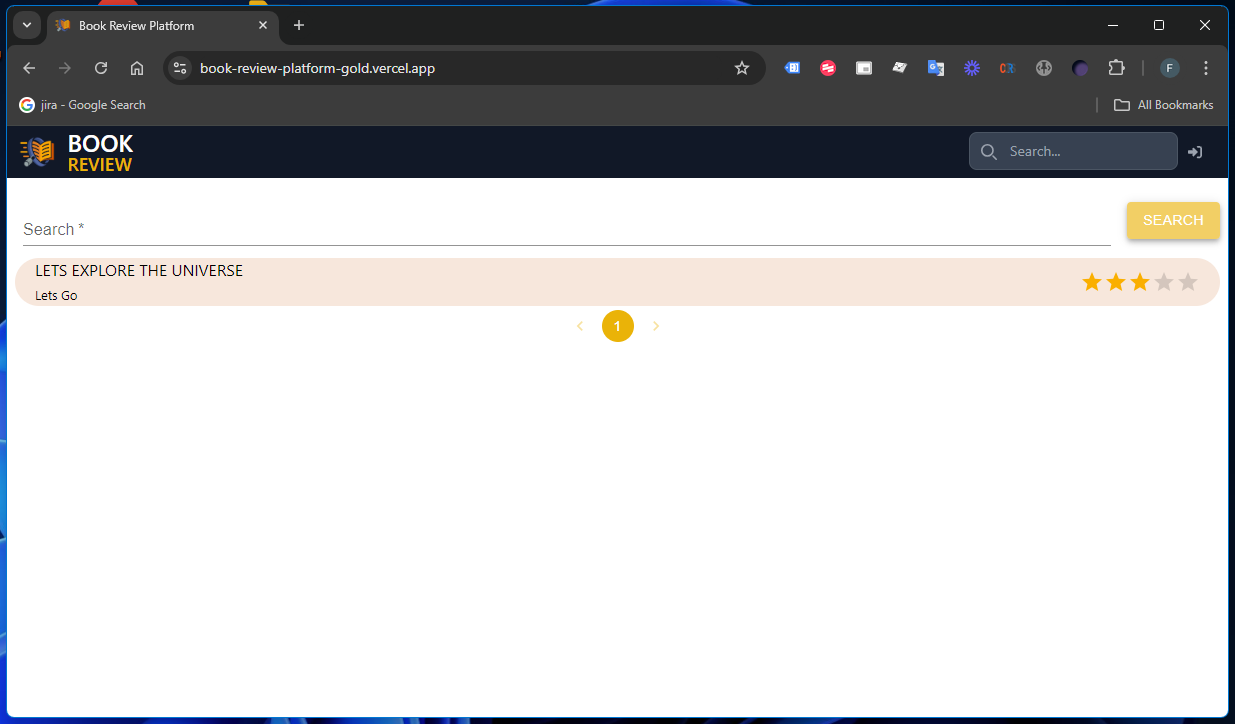 Book Review Platform
book-review-platform-gold.vercel.app
CR
F
jira - Google Search
All Bookmarks
BOOK
REVIEW
Search...
Search *
SEARCH
LETS EXPLORE THE UNIVERSE
Lets Go
1